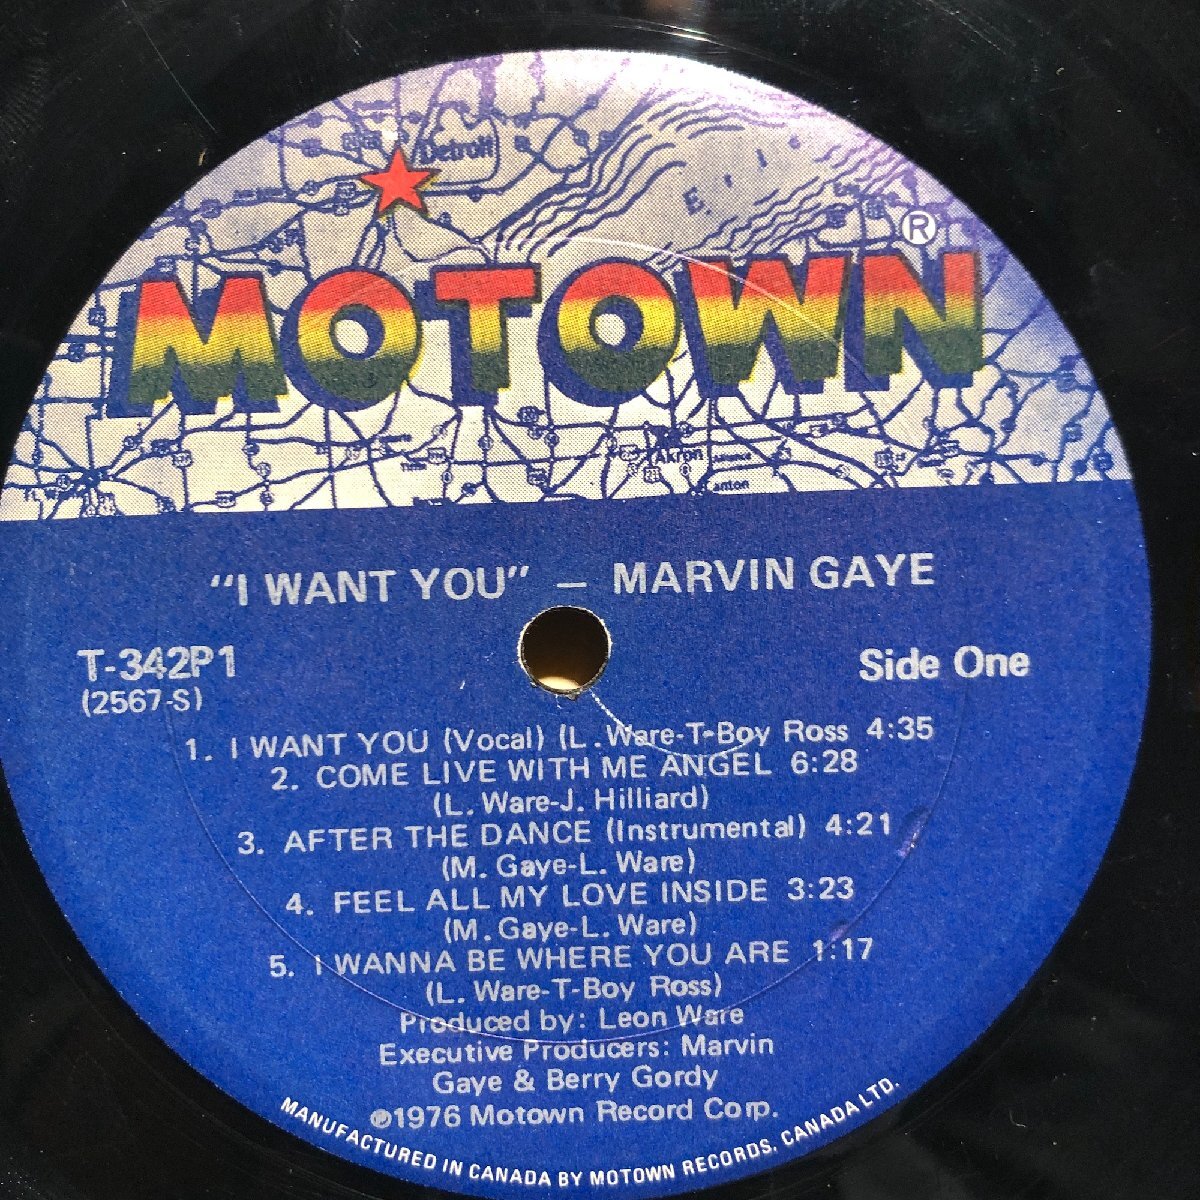 Detroit
®
MOTOWN
Akron
"I WANT YOU" — MARVIN GAYE
T-342P1
(2567-S)
Side One
1. I WANT YOU (Vocal) (L. Ware-T-Boy Ross 4:35
2. COME LIVE WITH ME ANGEL 6:28
(L. Ware-J. Hilliard)
3. AFTER THE DANCE (Instrumental) 4:21
(M. Gaye-L. Ware)
4. FEEL ALL MY LOVE INSIDE 3:23
(M. Gaye-L. Ware)
5. I WANNA BE WHERE YOU ARE 1:17
(L. Ware-T-Boy Ross)
Produced by: Leon Ware
Executive Producers: Marvin
Gaye & Berry Gordy
℗1976 Motown Record Corp.
MANUFACTURED IN CANADA BY MOTOWN RECORDS, CANADA LTD.